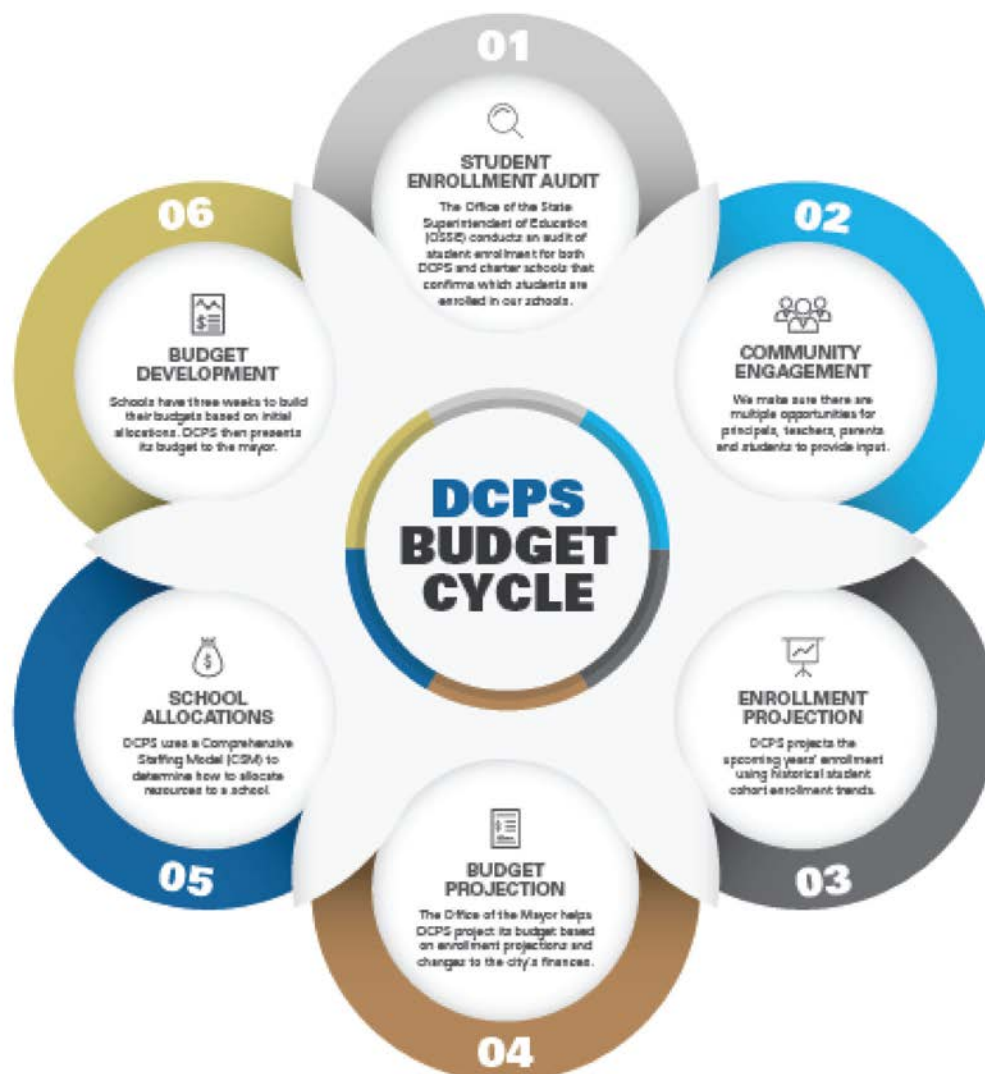 01
STUDENT
ENROLLMENT AUDIT
The Office of the State
Superintendent of Education
(OSSE) conducts an audit of
student enrollment for both
DCPS and charter schools that
confirms which students are
enrolled in our schools.
02
COMMUNITY
ENGAGEMENT
We make sure there are
multiple opportunities for
principals, teachers, parents
and students to provide input.
03
ENROLLMENT
PROJECTION
DCPS projects the
upcoming years' enrollment
using historical student
cohort enrollment trends.
04
BUDGET
PROJECTION
The Office of the Mayor helps
DCPS project its budget based
on enrollment projections and
changes to the city's finances.
05
SCHOOL
ALLOCATIONS
DCPS uses a Comprehensive
Staffing Model (CSM) to
determine how to allocate
resources to a school.
06
BUDGET
DEVELOPMENT
Schools have three weeks to build
their budgets based on initial
allocations. DCPS then presents
its budget to the mayor.
DCPS
BUDGET
CYCLE